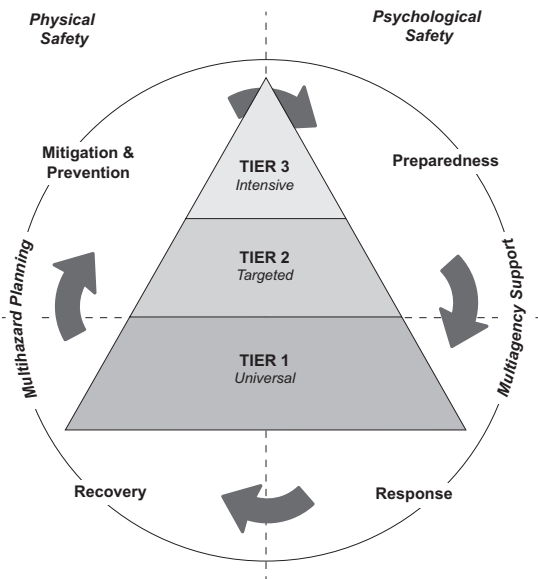 Physical
Safety
Psychological
Safety
Mitigation &
Prevention
Preparedness
TIER 3
Intensive
TIER 2
Targeted
Multihazard Planning
Multiagency Support
TIER 1
Universal
Recovery
Response